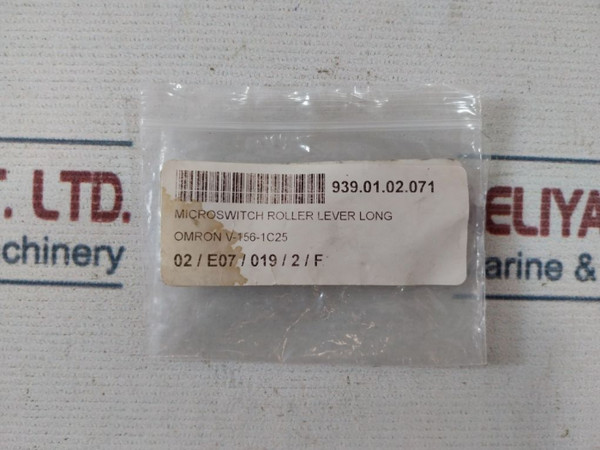 939.01.02.071
MICROSWITCH ROLLER LEVER LONG
OMRON V-156-1C25
02 / E07 / 019 / 2 / F
T. LTD.
chinery
ELIYA
arine &